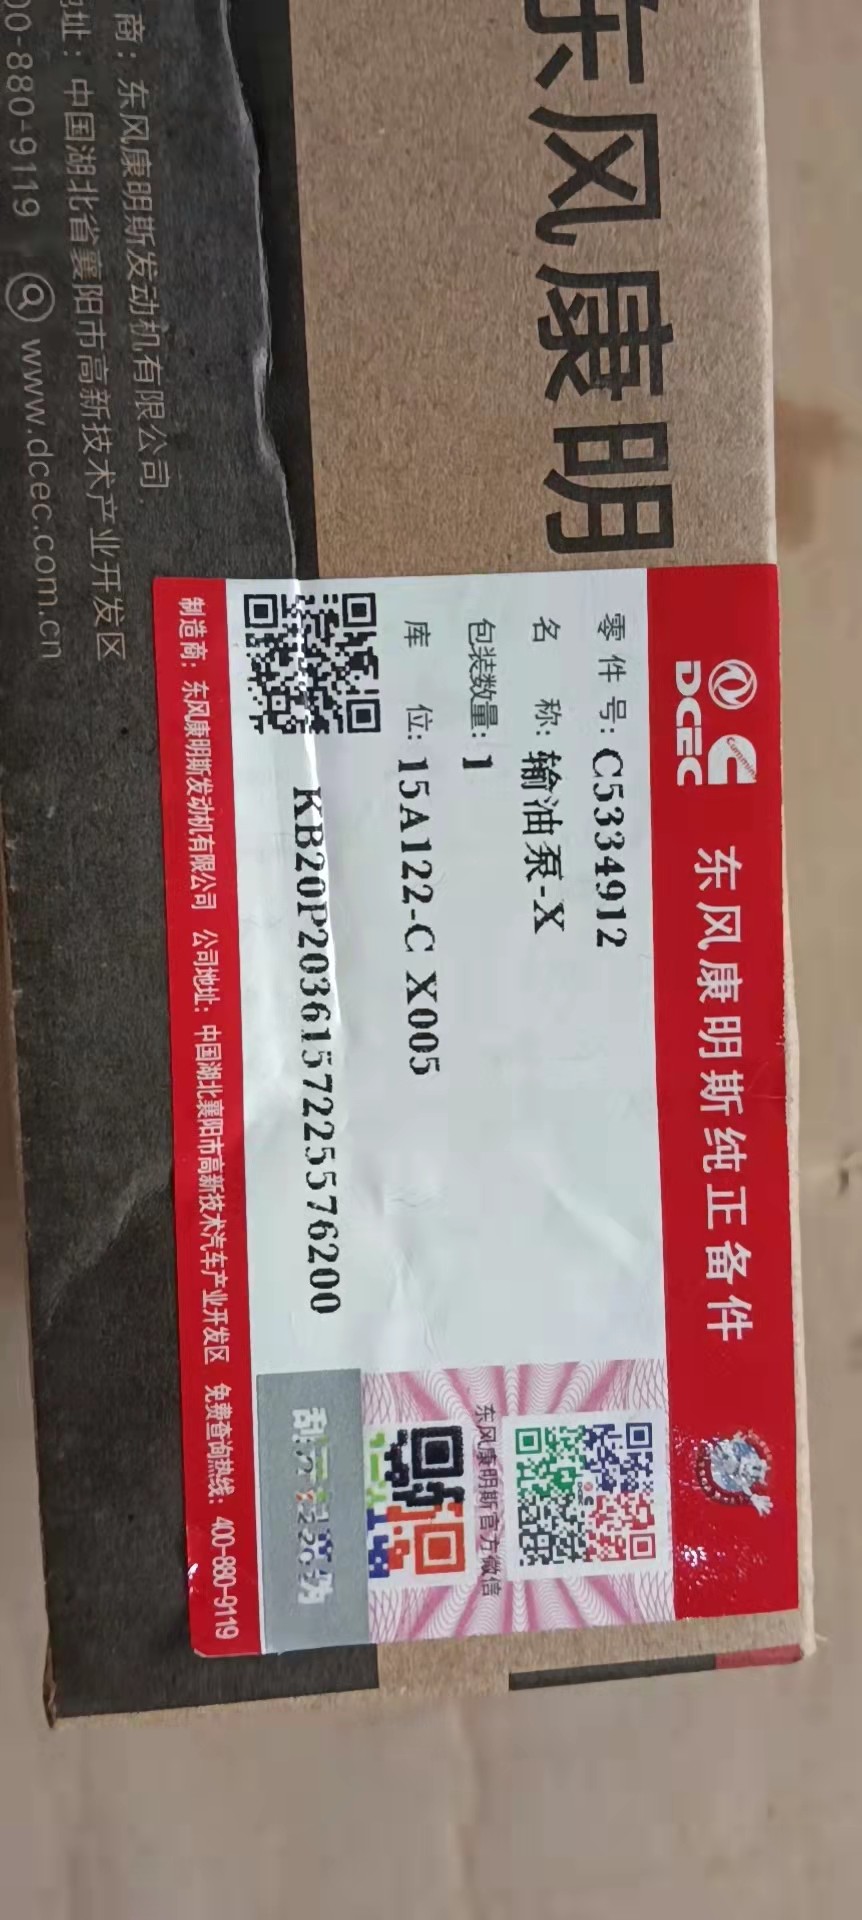 东风康明
商：东风康明斯发动机有限公司
地址：中国湖北省襄阳市高新技术产业开发区
00-880-9119 www.dcec.com.cn
DCEC
Cummins
东风康明斯纯正备件
零件号：C5334912
名称：输油泵-X
包装数量：1
库位：15A122-C X005
KB20P2036157225576200
东风康明斯官方微信
制造商：东风康明斯发动机有限公司 公司地址：中国湖北襄阳市高新技术汽车产业开发区 免费查询热线：400-880-9119